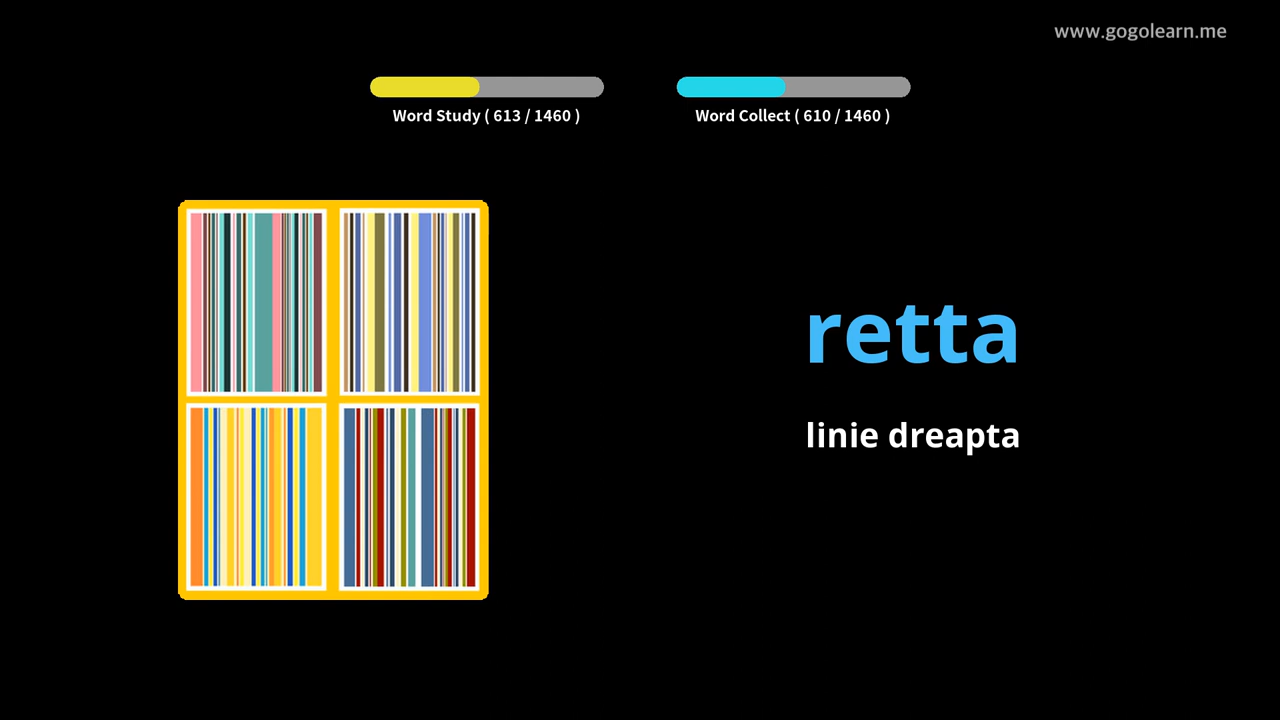 www.gogolearn.me
Word Study ( 613 / 1460 )
Word Collect ( 610 / 1460 )
retta
linie dreapta